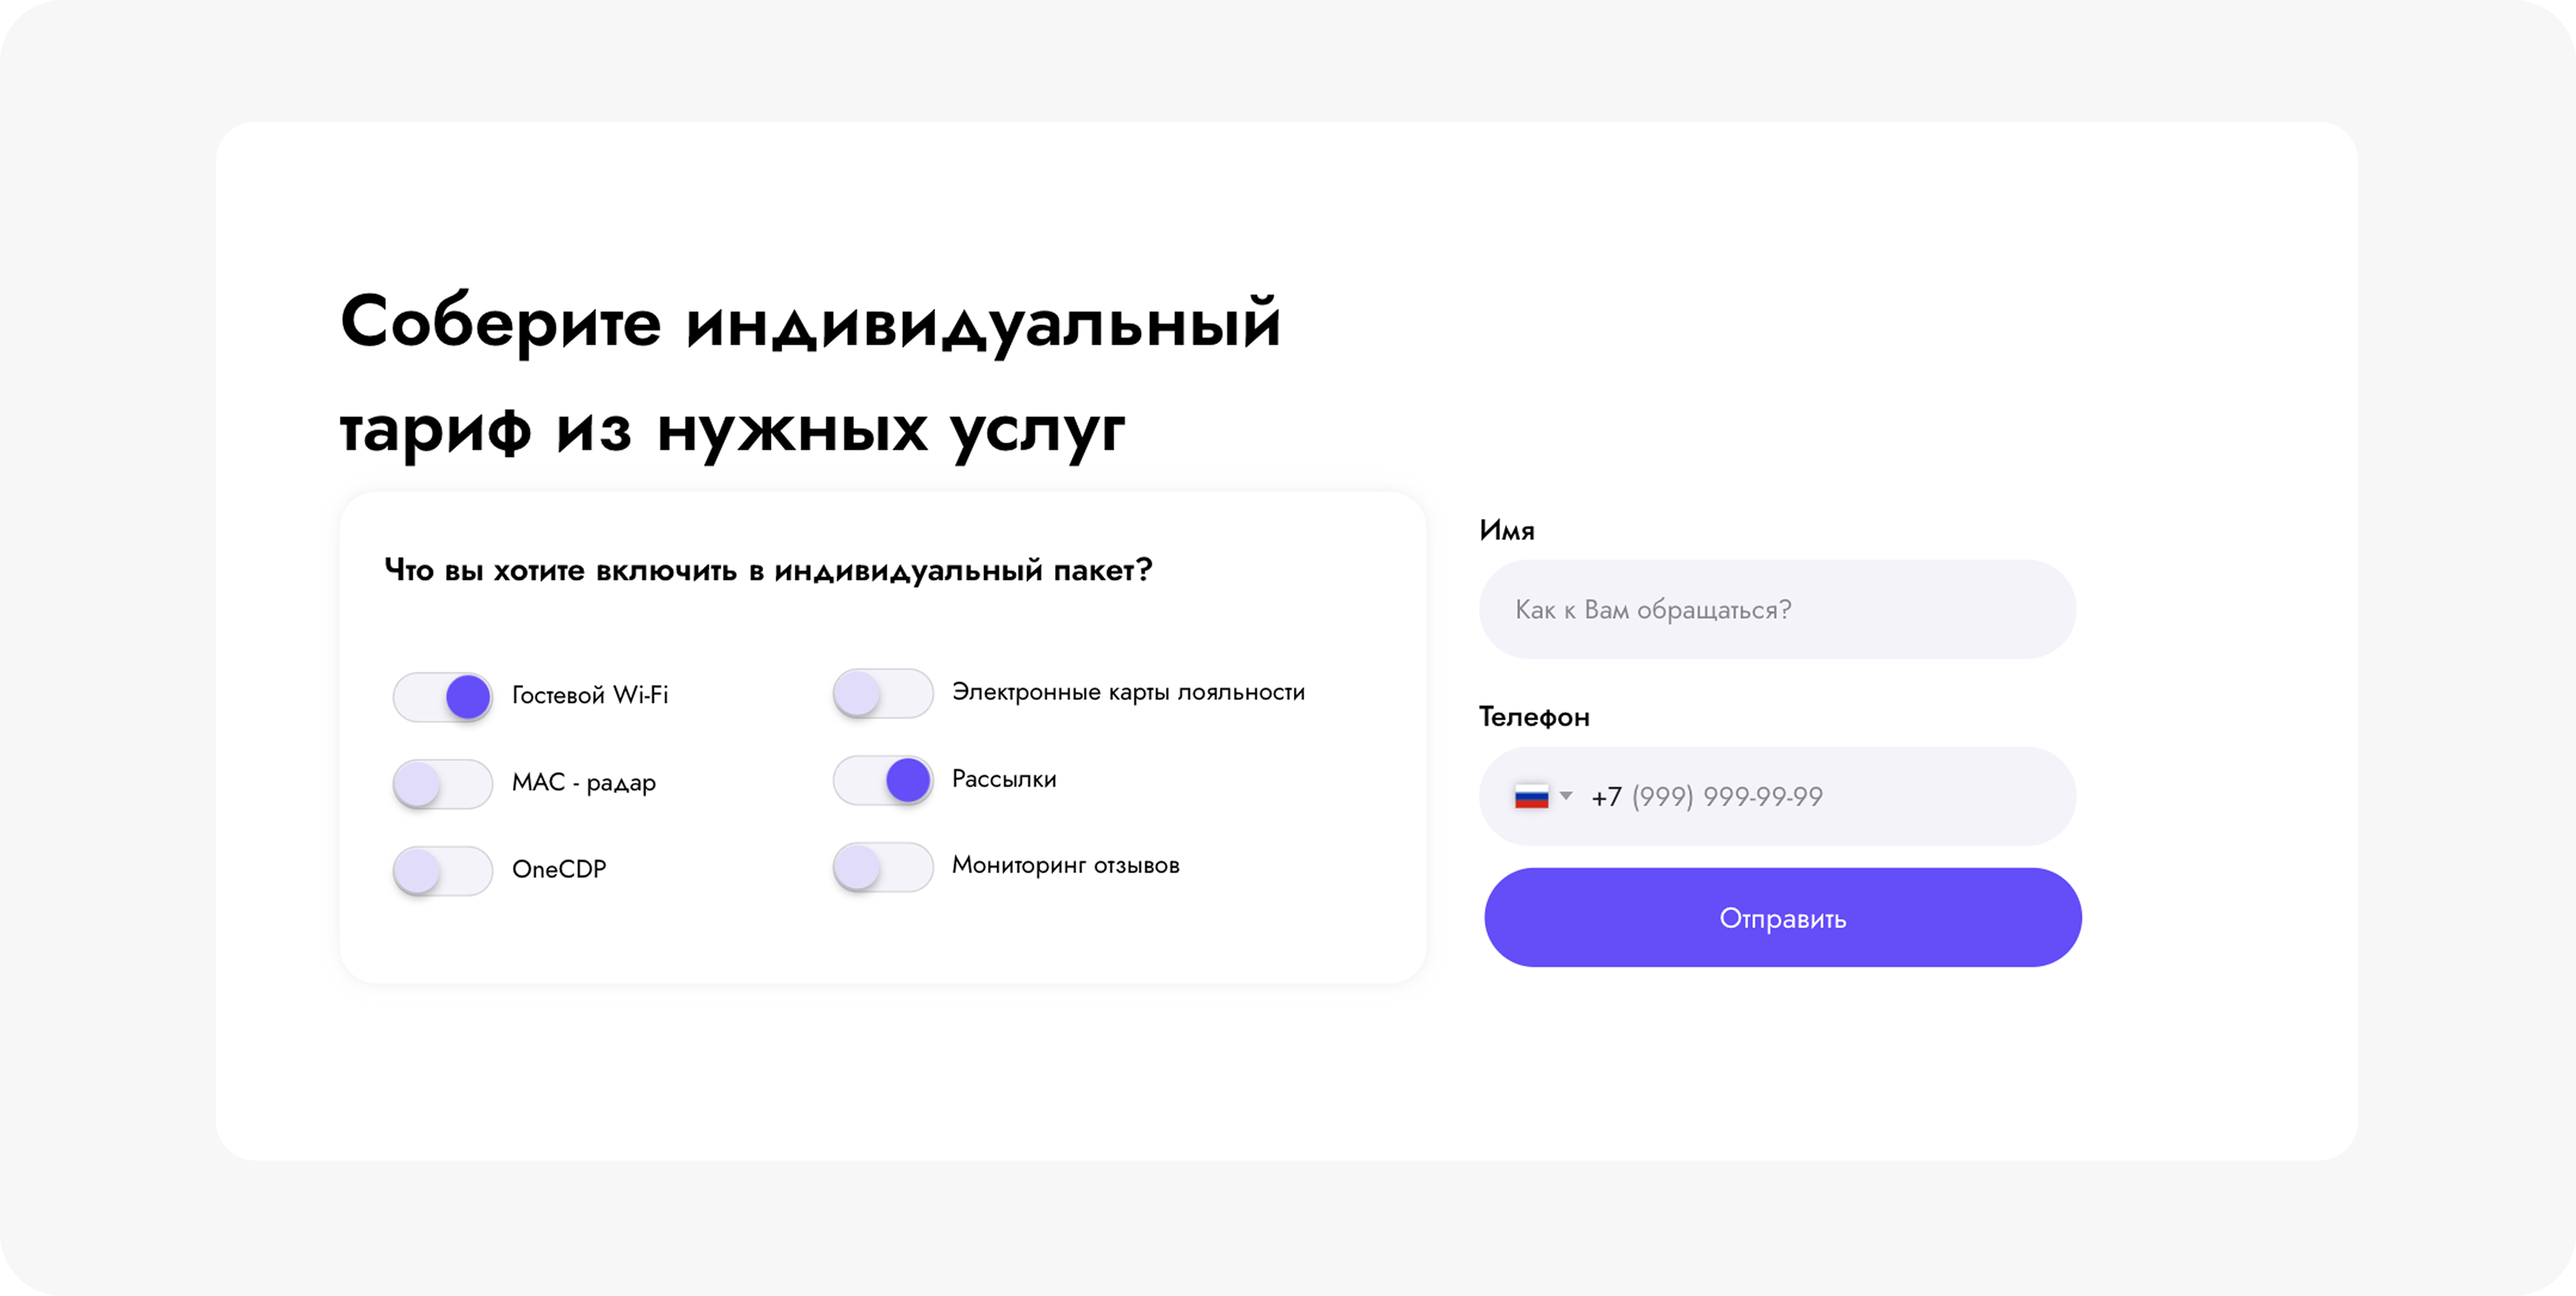 Соберите индивидуальный
тариф из нужных услуг
Что вы хотите включить в индивидуальный пакет?
Гостевой Wi-Fi
MAC - радар
OneCDP
Электронные карты лояльности
Рассылки
Мониторинг отзывов
Имя
Как к Вам обращаться?
Телефон
+7 (999) 999-99-99
Отправить